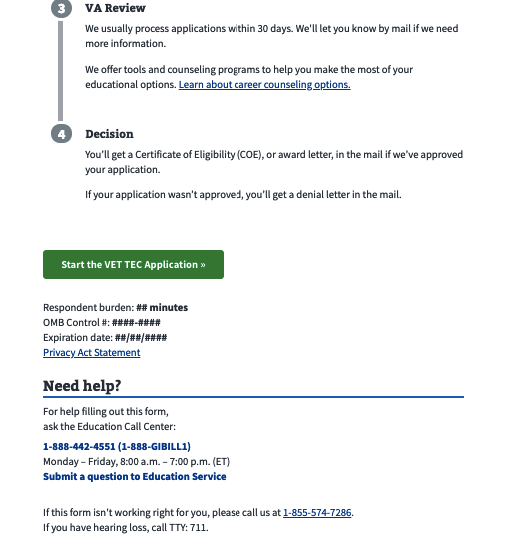 3 VA Review
We usually process applications within 30 days. We'll let you know by mail if we need
more information.
We offer tools and counseling programs to help you make the most of your
educational options. Learn about career counseling options.
4 Decision
You'll get a Certificate of Eligibility (COE), or award letter, in the mail if we've approved
your application.
If your application wasn't approved, you'll get a denial letter in the mail.
Start the VET TEC Application »
Respondent burden: ## minutes
OMB Control #: ####-####
Expiration date: ##/##/####
Privacy Act Statement
Need help?
For help filling out this form,
ask the Education Call Center:
1-888-442-4551 (1-888-GIBILL1)
Monday – Friday, 8:00 a.m. – 7:00 p.m. (ET)
Submit a question to Education Service
If this form isn't working right for you, please call us at 1-855-574-7286.
If you have hearing loss, call TTY: 711.